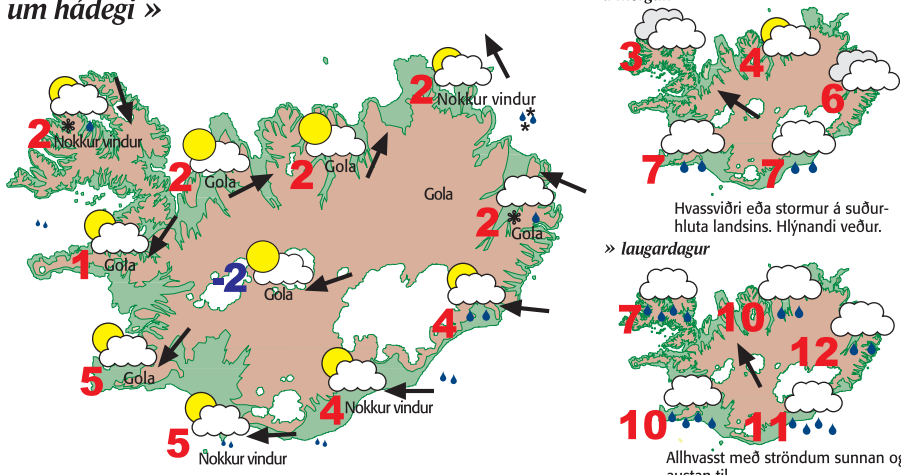 um hádegi »
2
Nokkur vindur
2
Nokkur vindur
2
Gola
2
Gola
Gola
2
Gola
1
Gola
-2
Gola
4
5
Gola
4
Nokkur vindur
5
Nokkur vindur
3
4
6
7
7
Hvassviðri eða stormur á suður-
hluta landsins. Hlýnandi veður.
» laugardagur
7
10
12
10
11
Allhvasst með ströndum sunnan og